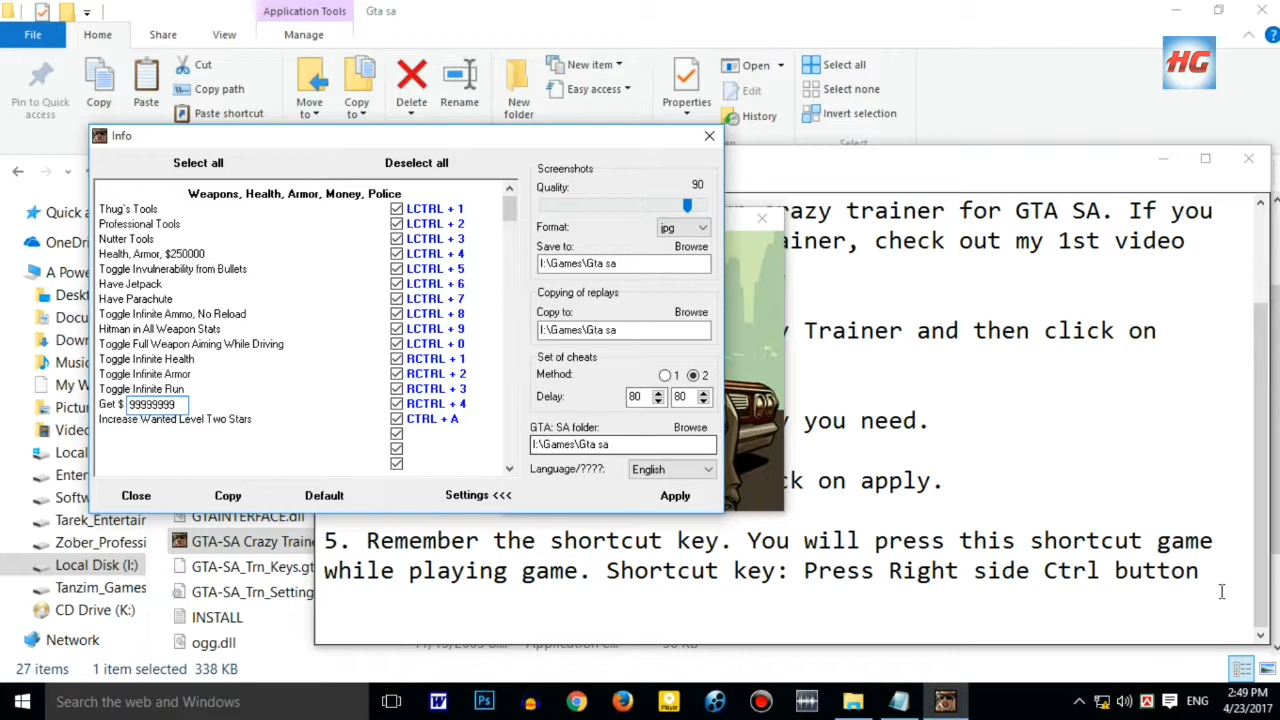 Application Tools
Gta sa
File
Home
Share
View
Manage
Pin to Quick
access
Copy
Paste
Cut
Copy path
Paste shortcut
Move
to
Copy
to
Delete
Rename
New
folder
New item
Easy access
Properties
Open
Edit
History
Select all
Select none
Invert selection
HG
Select
Info
Select all
Deselect all
Weapons, Health, Armor, Money, Police
Thug's Tools LCTRL + 1
Professional Tools LCTRL + 2
Nutter Tools LCTRL + 3
Health, Armor, $250000 LCTRL + 4
Toggle Invulnerability from Bullets LCTRL + 5
Have Jetpack LCTRL + 6
Have Parachute LCTRL + 7
Toggle Infinite Ammo, No Reload LCTRL + 8
Hitman in All Weapon Stats LCTRL + 9
Toggle Full Weapon Aiming While Driving LCTRL + 0
Toggle Infinite Health RCTRL + 1
Toggle Infinite Armor RCTRL + 2
Toggle Infinite Run RCTRL + 3
Get $ 99999999 RCTRL + 4
Increase Wanted Level Two Stars CTRL + A
Close
Copy
Default
Settings <<<
Apply
Screenshots
Quality: 90
Format: jpg
Save to: Browse
I:\Games\Gta sa
Copying of replays
Copy to: Browse
I:\Games\Gta sa
Set of cheats
Method: 1 2
Delay: 80 80
GTA: SA folder: Browse
I:\Games\Gta sa
Language/????: English
crazy trainer for GTA SA. If you
ainer, check out my 1st video
y Trainer and then click on
y you need.
ck on apply.
5. Remember the shortcut key. You will press this shortcut game
while playing game. Shortcut key: Press Right side Ctrl button
Quick a
OneDri
A Powe
Deskt
Docu
Down
Music
My W
Pictur
Video
Local
Enter
Softw
Tarek_Entertair
Zober_Professi
Local Disk (I:)
Tanzim_Games
CD Drive (K:)
Network
GTAINTERFACE.dll
GTA-SA Crazy Traine
GTA-SA_Trn_Keys.gt
GTA-SA_Trn_Setting
INSTALL
ogg.dll
27 items
1 item selected 338 KB
Search the web and Windows
ENG
2:49 PM
4/23/2017